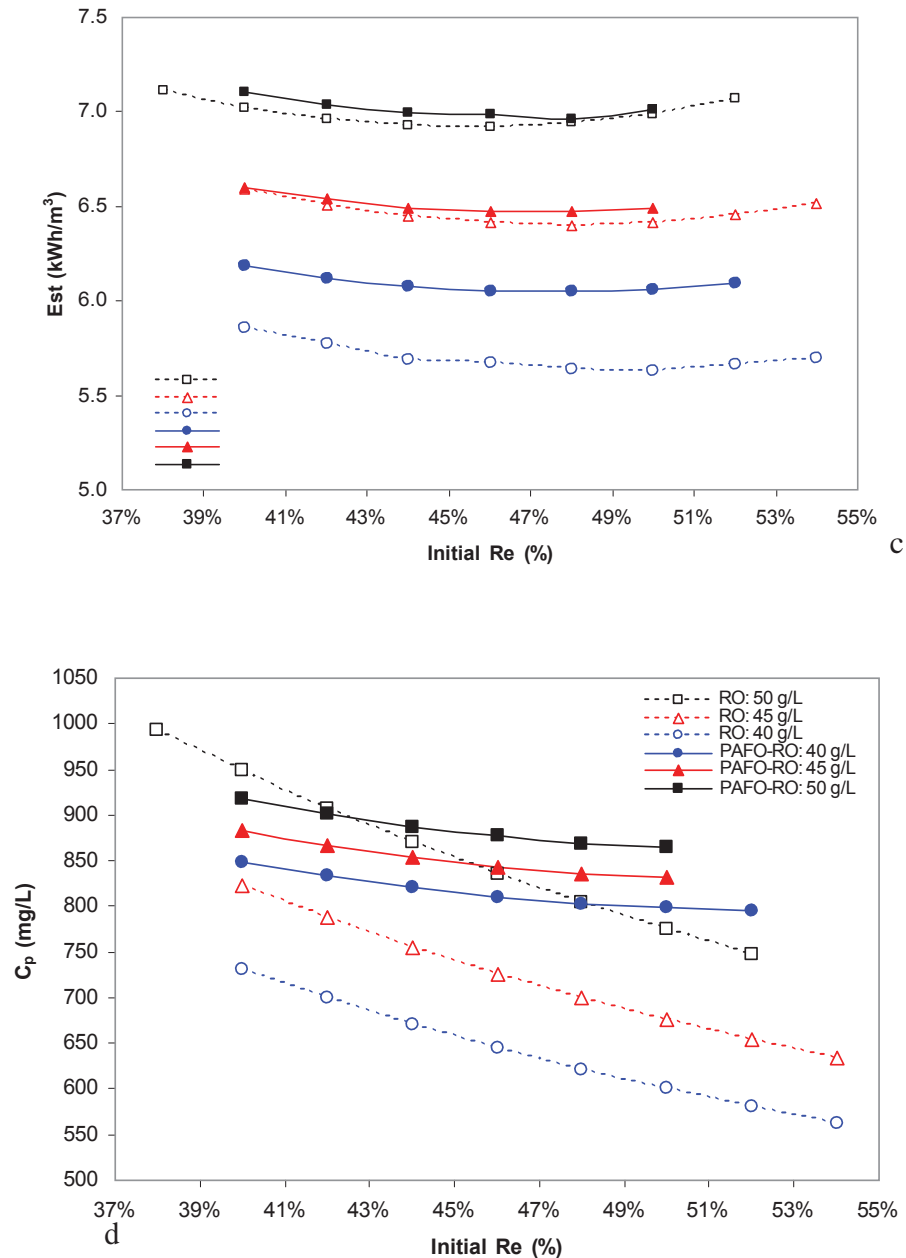 7.5
7.0
6.5
6.0
5.5
5.0
Est (kWh/m³)
37% 39% 41% 43% 45% 47% 49% 51% 53% 55%
Initial Re (%)
c
1050
1000
950
900
850
800
750
700
650
600
550
500
Cₚ (mg/L)
RO: 50 g/L
RO: 45 g/L
RO: 40 g/L
PAFO-RO: 40 g/L
PAFO-RO: 45 g/L
PAFO-RO: 50 g/L
37% 39% 41% 43% 45% 47% 49% 51% 53% 55%
d
Initial Re (%)